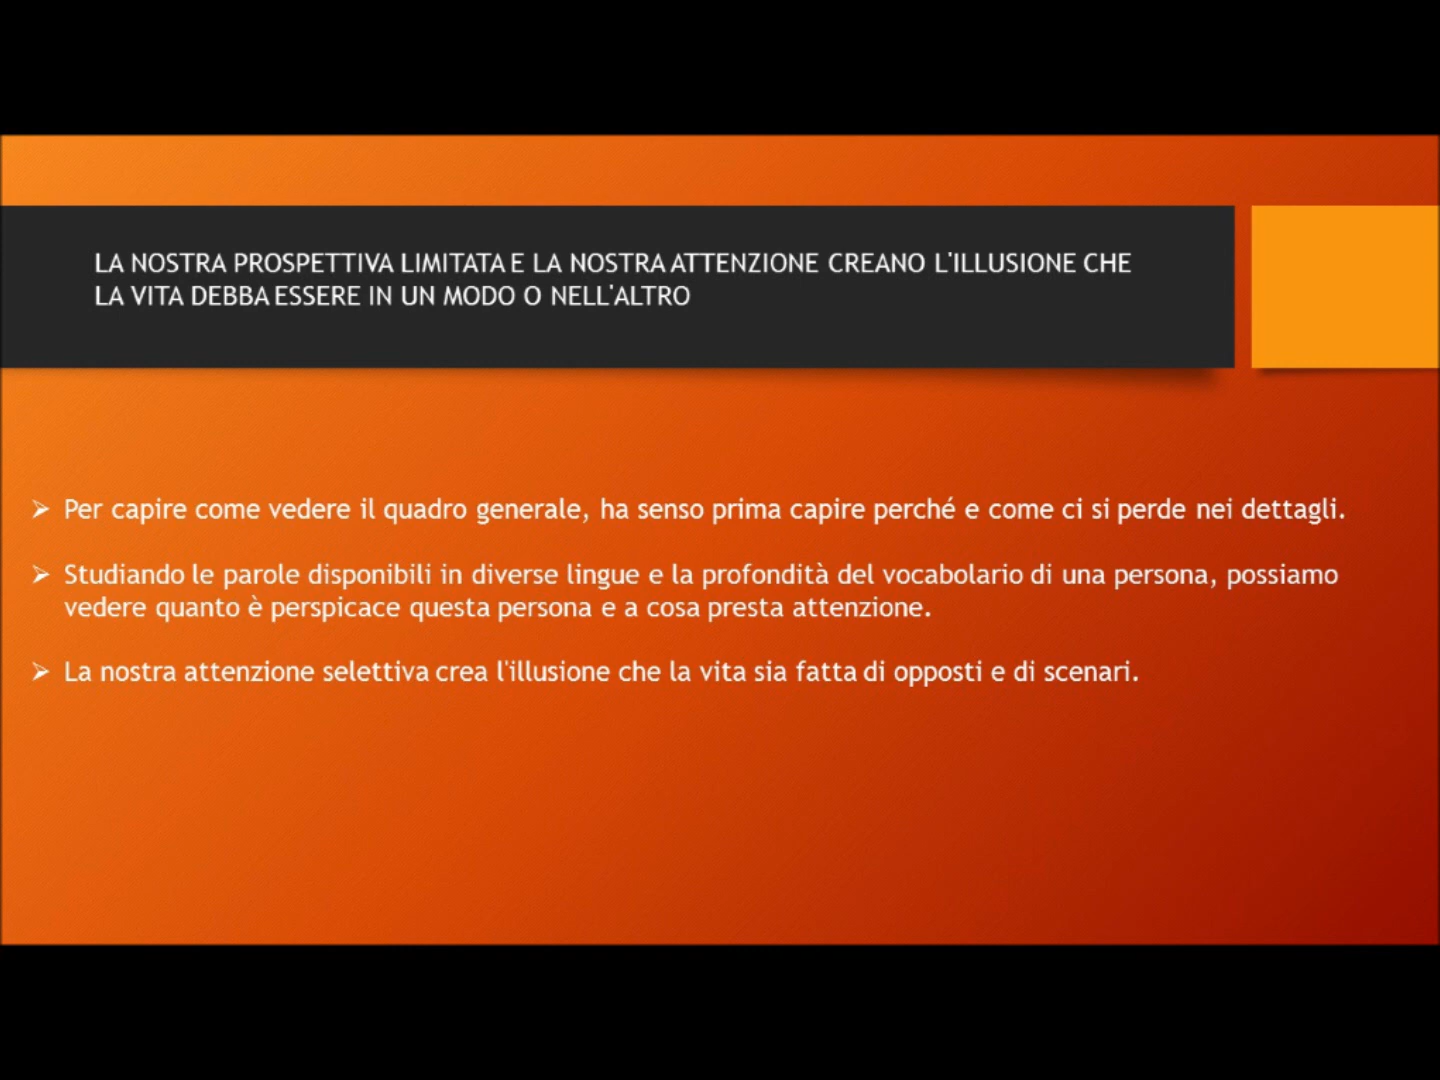 LA NOSTRA PROSPETTIVA LIMITATA E LA NOSTRA ATTENZIONE CREANO L'ILLUSIONE CHE
LA VITA DEBBA ESSERE IN UN MODO O NELL'ALTRO
Per capire come vedere il quadro generale, ha senso prima capire perché e come ci si perde nei dettagli.
Studiando le parole disponibili in diverse lingue e la profondità del vocabolario di una persona, possiamo
vedere quanto è perspicace questa persona e a cosa presta attenzione.
La nostra attenzione selettiva crea l'illusione che la vita sia fatta di opposti e di scenari.